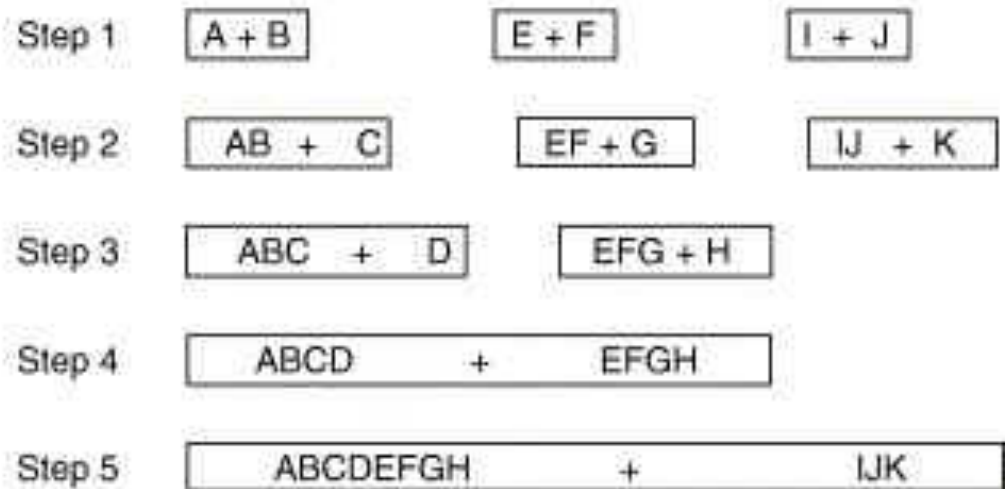 Step 1 A + B E + F I + J
Step 2 AB + C EF + G IJ + K
Step 3 ABC + D EFG + H
Step 4 ABCD + EFGH
Step 5 ABCDEFGH + IJK